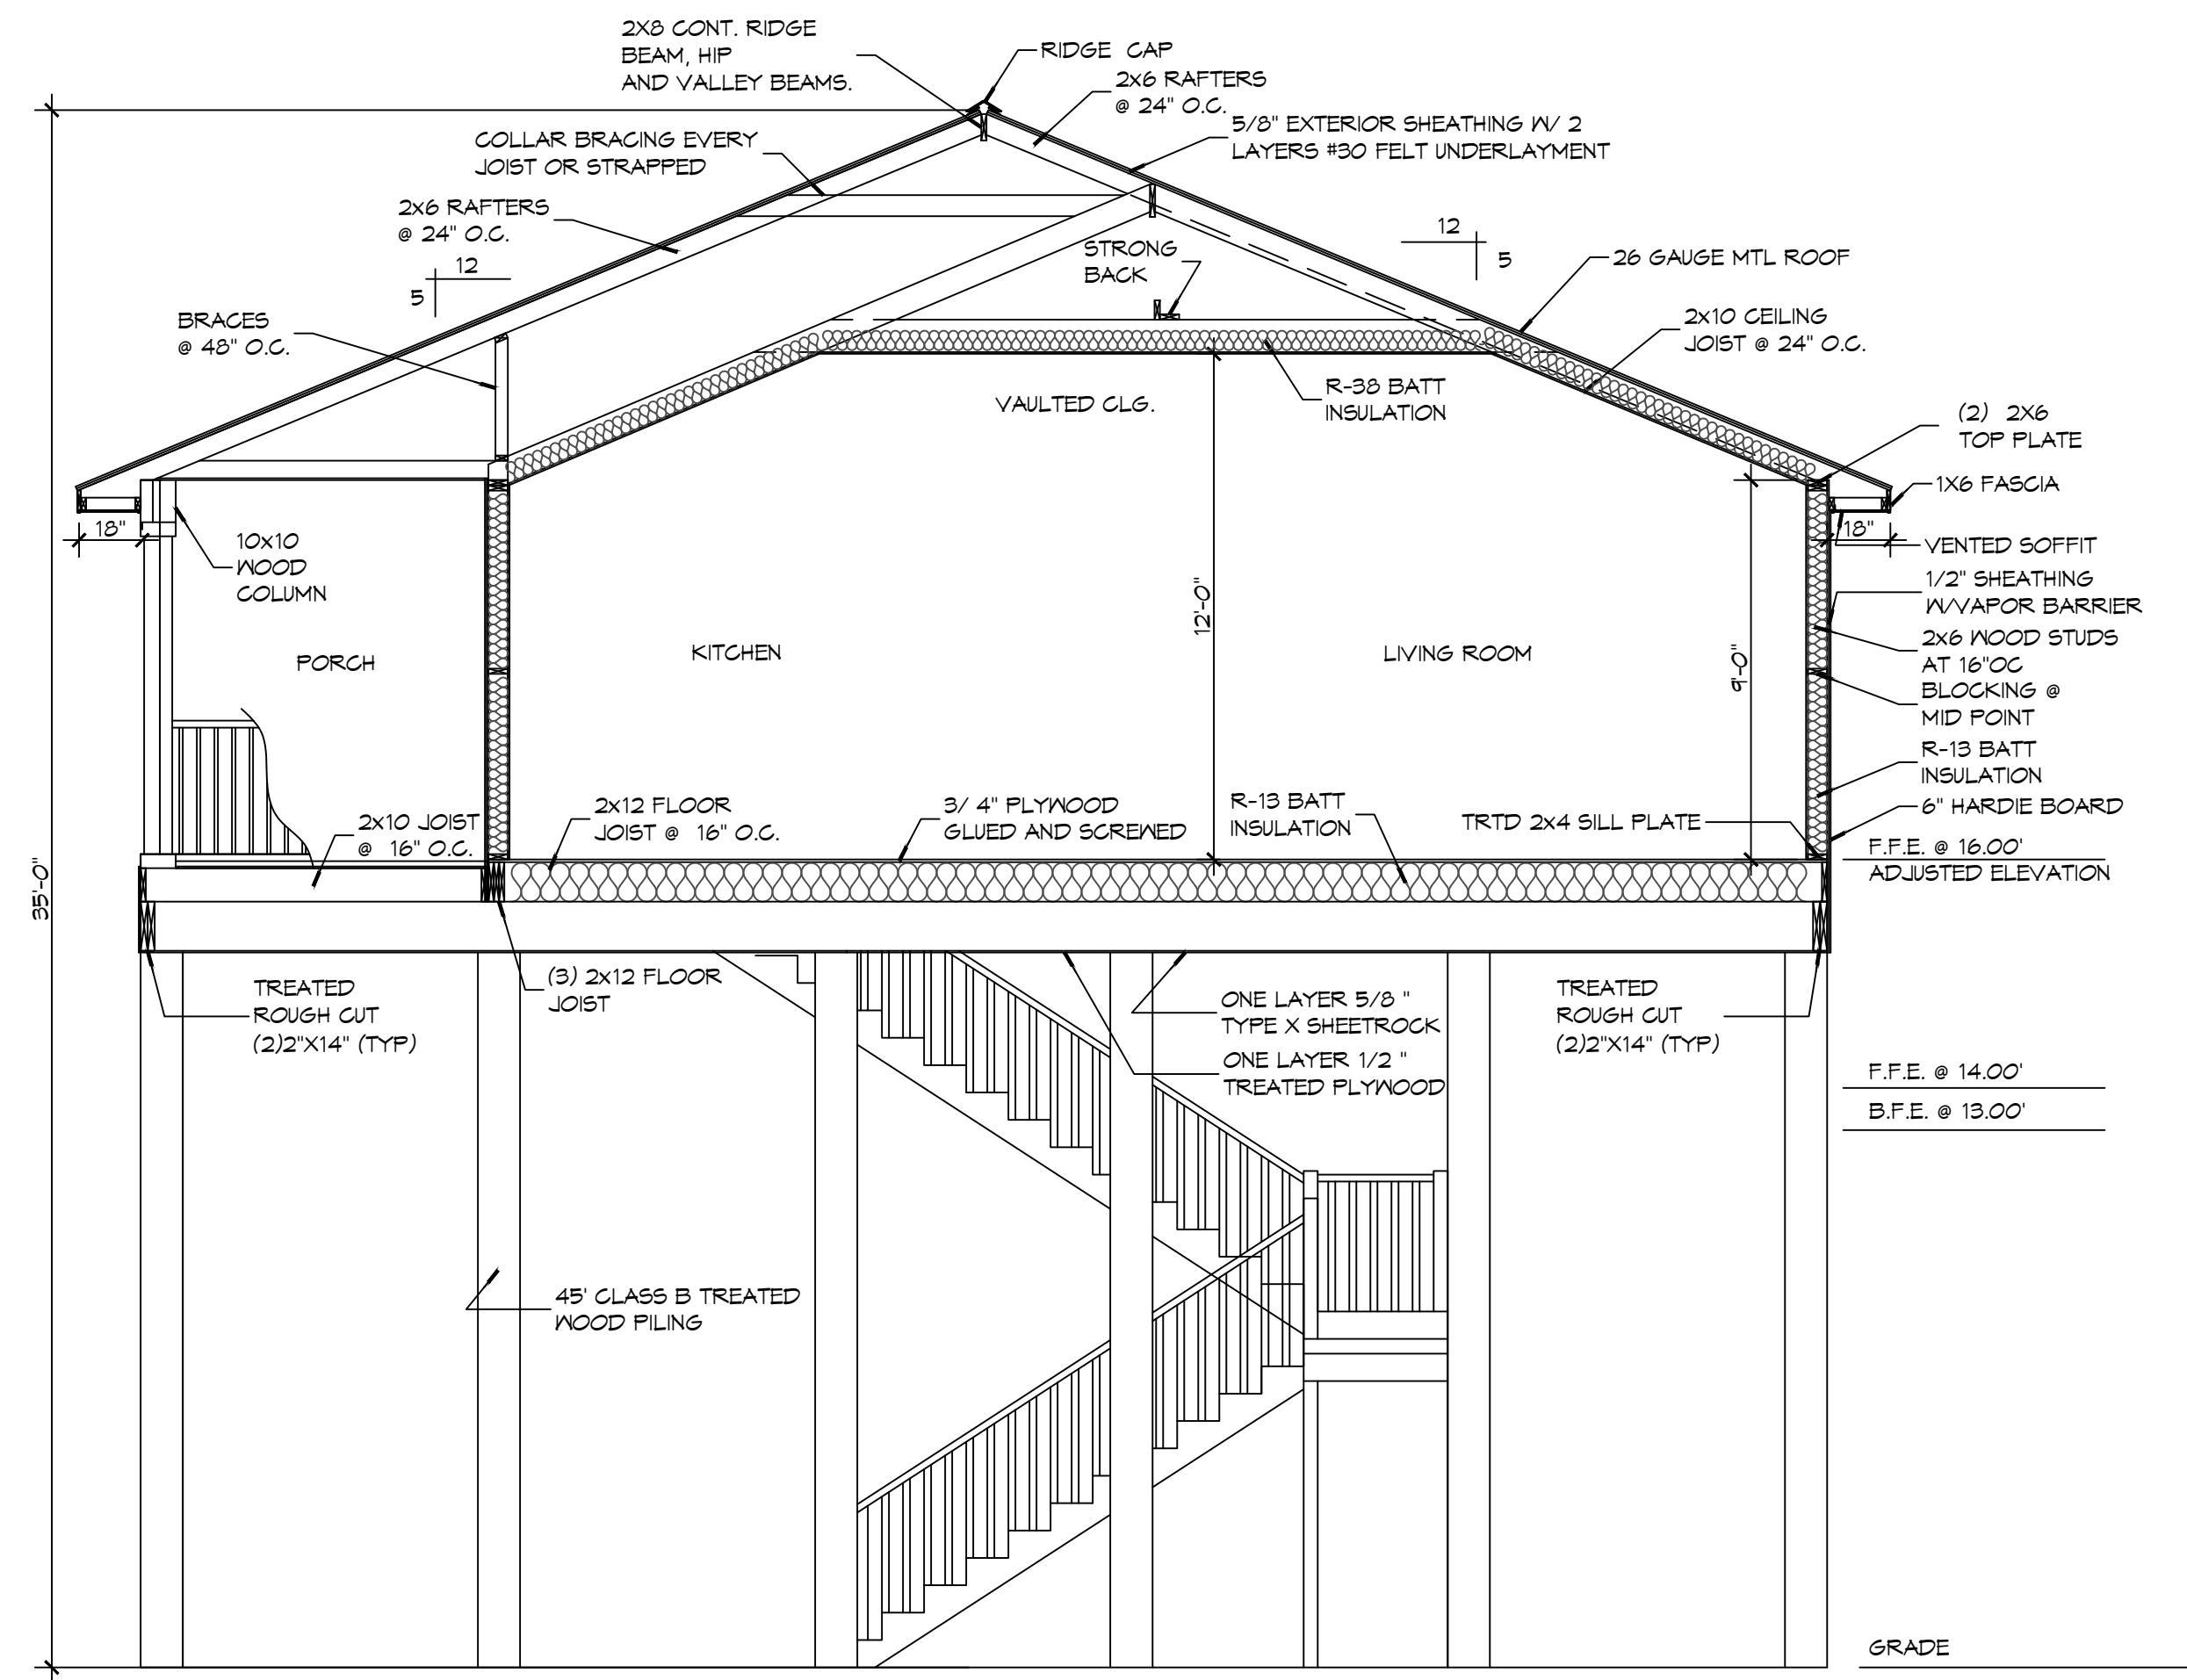 2X8 CONT. RIDGE
BEAM, HIP
AND VALLEY BEAMS.
RIDGE CAP
2x6 RAFTERS
@ 24" O.C.
5/8" EXTERIOR SHEATHING W/ 2
LAYERS #30 FELT UNDERLAYMENT
COLLAR BRACING EVERY
JOIST OR STRAPPED
2x6 RAFTERS
@ 24" O.C.
12
5
STRONG
BACK
12
5
26 GAUGE MTL ROOF
BRACES
@ 48" O.C.
2x10 CEILING
JOIST @ 24" O.C.
VAULTED CLG.
R-38 BATT
INSULATION
(2) 2X6
TOP PLATE
1X6 FASCIA
18"
18"
VENTED SOFFIT
10x10
WOOD
COLUMN
1/2" SHEATHING
W/VAPOR BARRIER
2x6 WOOD STUDS
AT 16"OC
BLOCKING @
MID POINT
PORCH
KITCHEN
12'-0"
LIVING ROOM
9'-0"
R-13 BATT
INSULATION
6" HARDIE BOARD
2x10 JOIST
@ 16" O.C.
2x12 FLOOR
JOIST @ 16" O.C.
3/ 4" PLYWOOD
GLUED AND SCREWED
R-13 BATT
INSULATION
TRTD 2x4 SILL PLATE
F.F.E. @ 16.00'
ADJUSTED ELEVATION
35'-0"
TREATED
ROUGH CUT
(2)2"X14" (TYP)
(3) 2x12 FLOOR
JOIST
ONE LAYER 5/8 "
TYPE X SHEETROCK
ONE LAYER 1/2 "
TREATED PLYWOOD
TREATED
ROUGH CUT
(2)2"X14" (TYP)
F.F.E. @ 14.00'
B.F.E. @ 13.00'
45' CLASS B TREATED
WOOD PILING
GRADE